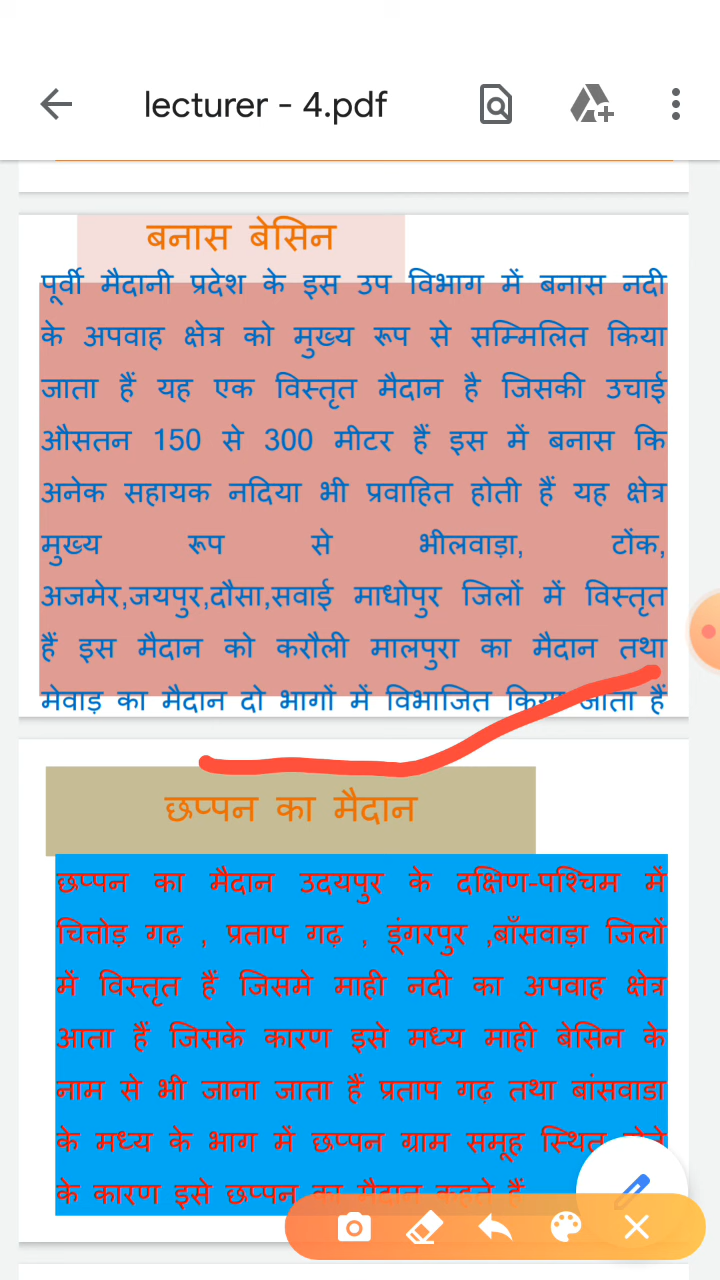 lecturer - 4.pdf
बनास बेसिन
पूर्वी मैदानी प्रदेश के इस उप विभाग में बनास नदी
के अपवाह क्षेत्र को मुख्य रूप से सम्मिलित किया
जाता हैं यह एक विस्तृत मैदान है जिसकी उचाई
औसतन 150 से 300 मीटर हैं इस में बनास कि
अनेक सहायक नदिया भी प्रवाहित होती हैं यह क्षेत्र
मुख्य रूप से भीलवाड़ा, टोंक,
अजमेर,जयपुर,दौसा,सवाई माधोपुर जिलों में विस्तृत
हैं इस मैदान को करौली मालपुरा का मैदान तथा
मेवाड़ का मैदान दो भागों में विभाजित किया जाता हैं
छप्पन का मैदान
छप्पन का मैदान उदयपुर के दक्षिण-पश्चिम में
चित्तोड़ गढ़ , प्रताप गढ़ , डूंगरपुर ,बाँसवाड़ा जिलों
में विस्तृत हैं जिसमे माही नदी का अपवाह क्षेत्र
आता हैं जिसके कारण इसे मध्य माही बेसिन के
नाम से भी जाना जाता हैं प्रताप गढ़ तथा बांसवाडा
के मध्य के भाग में छप्पन ग्राम समूह स्थित होने
के कारण इसे छप्पन का मैदान कहते हैं